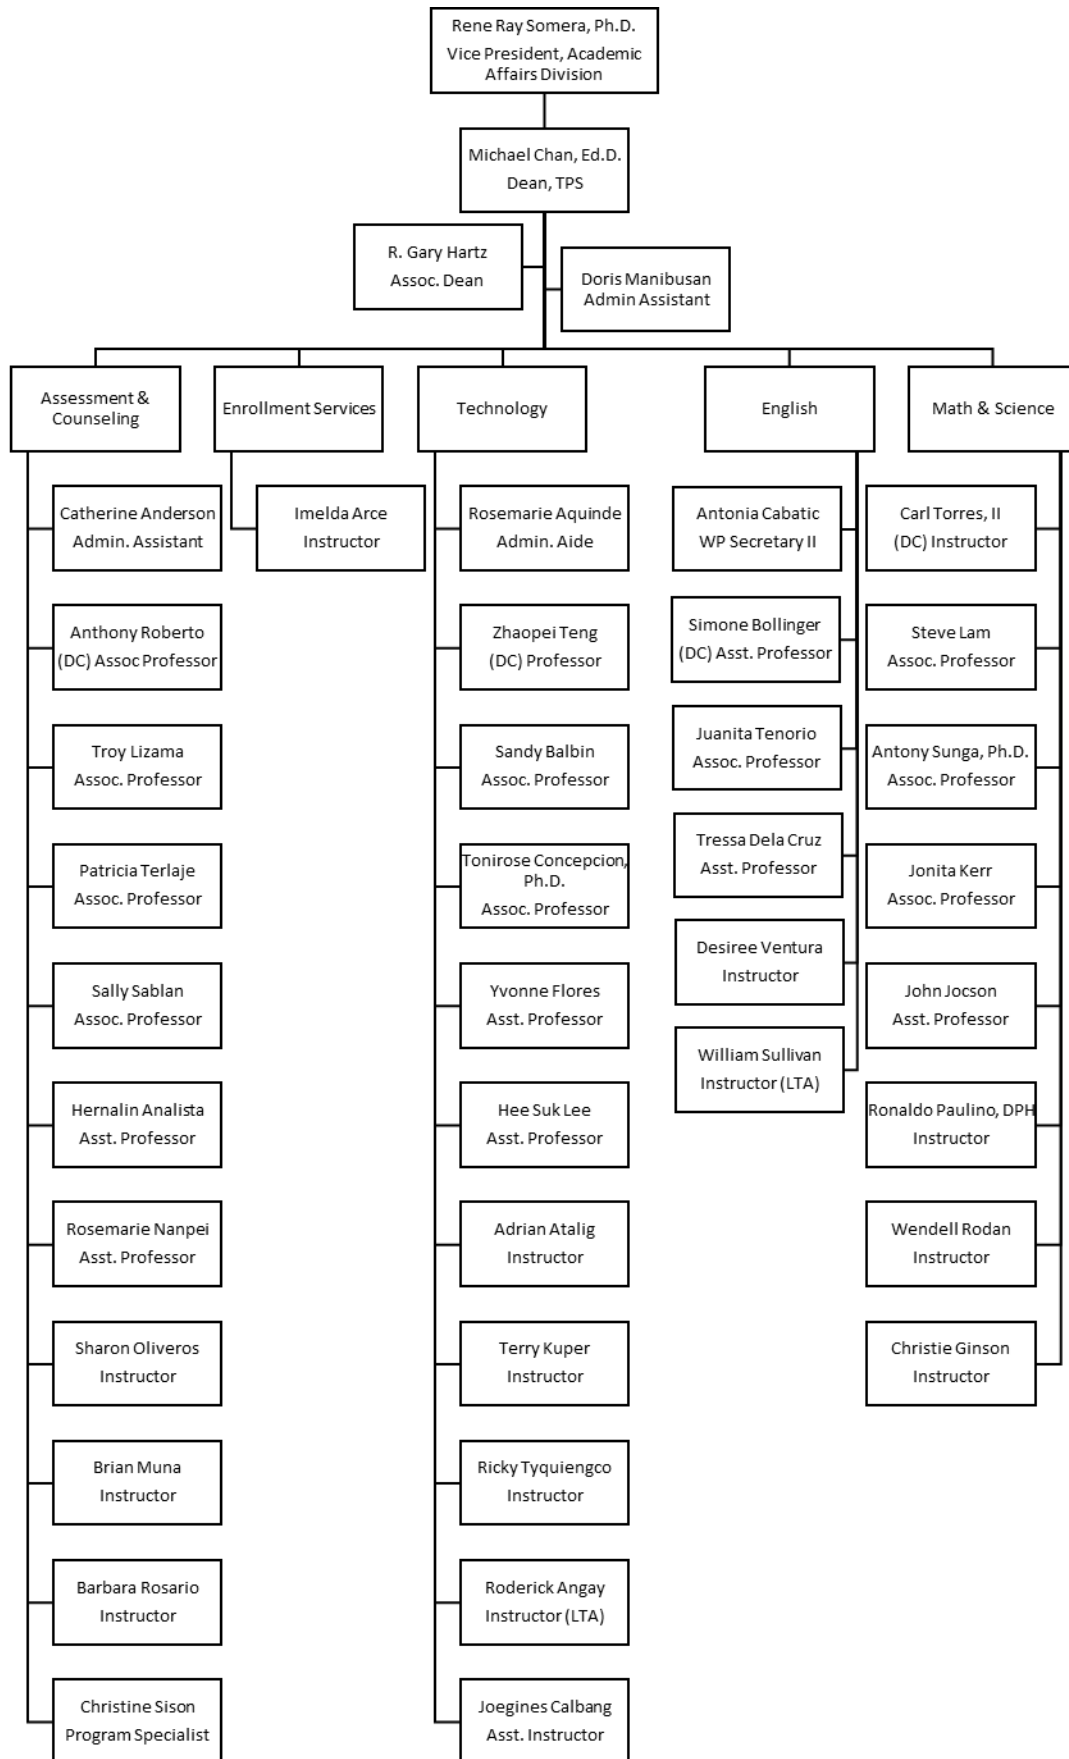 Rene Ray Somera, Ph.D.
Vice President, Academic
Affairs Division
Michael Chan, Ed.D.
Dean, TPS
R. Gary Hartz
Assoc. Dean
Doris Manibusan
Admin Assistant
Assessment &
Counseling
Enrollment Services
Technology
English
Math & Science
Catherine Anderson
Admin. Assistant
Anthony Roberto
(DC) Assoc Professor
Troy Lizama
Assoc. Professor
Patricia Terlaje
Assoc. Professor
Sally Sablan
Assoc. Professor
Hernalin Analista
Asst. Professor
Rosemarie Nanpei
Asst. Professor
Sharon Oliveros
Instructor
Brian Muna
Instructor
Barbara Rosario
Instructor
Christine Sison
Program Specialist
Imelda Arce
Instructor
Rosemarie Aquinde
Admin. Aide
Zhaopei Teng
(DC) Professor
Sandy Balbin
Assoc. Professor
Tonirose Concepcion,
Ph.D.
Assoc. Professor
Yvonne Flores
Asst. Professor
Hee Suk Lee
Asst. Professor
Adrian Atalig
Instructor
Terry Kuper
Instructor
Ricky Tyquiengco
Instructor
Roderick Angay
Instructor (LTA)
Joegines Calbang
Asst. Instructor
Antonia Cabatic
WP Secretary II
Simone Bollinger
(DC) Asst. Professor
Juanita Tenorio
Assoc. Professor
Tressa Dela Cruz
Asst. Professor
Desiree Ventura
Instructor
William Sullivan
Instructor (LTA)
Carl Torres, II
(DC) Instructor
Steve Lam
Assoc. Professor
Antony Sunga, Ph.D.
Assoc. Professor
Jonita Kerr
Assoc. Professor
John Jocson
Asst. Professor
Ronaldo Paulino, DPH
Instructor
Wendell Rodan
Instructor
Christie Ginson
Instructor